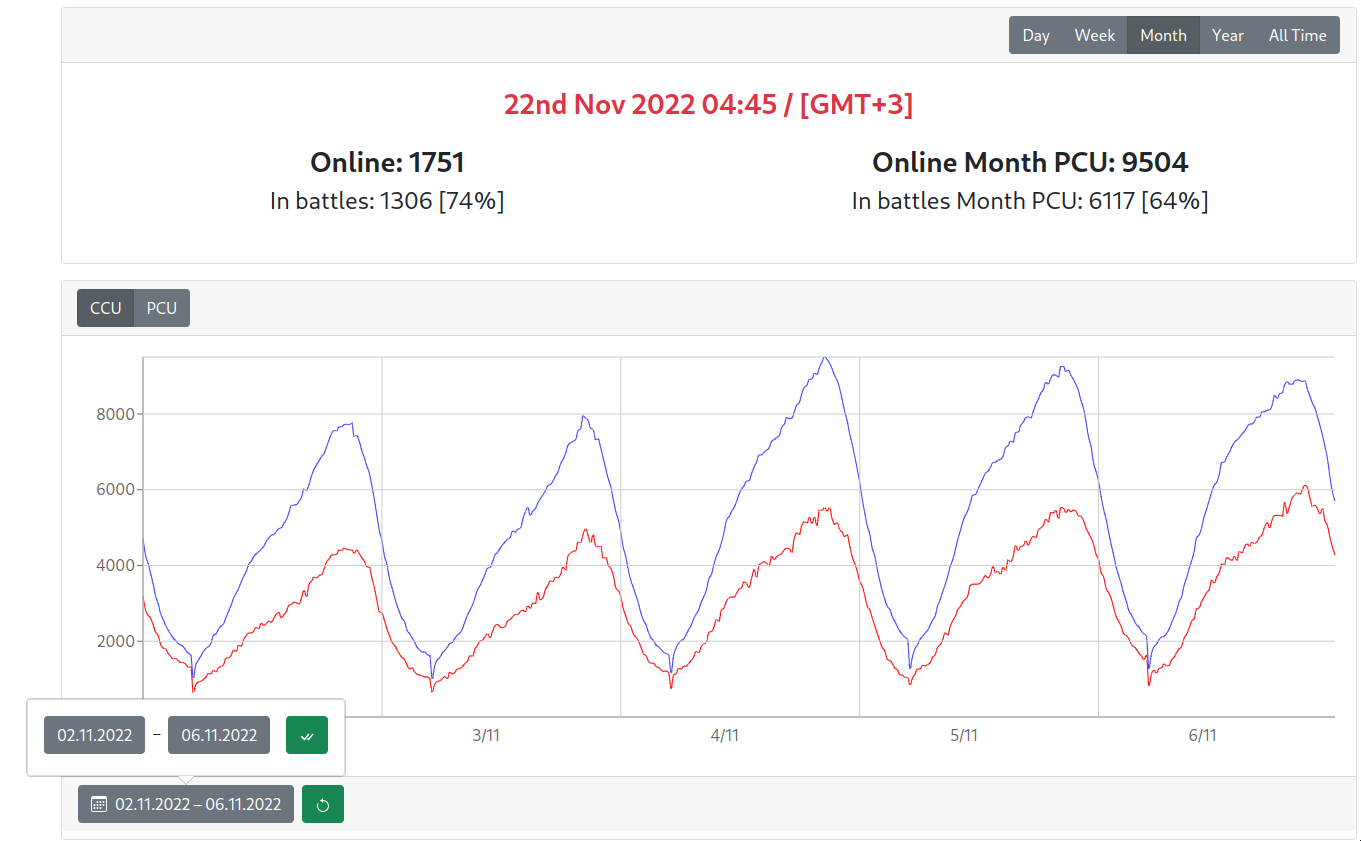 Day Week Month Year All Time
22nd Nov 2022 04:45 / [GMT+3]
Online: 1751
In battles: 1306 [74%]
Online Month PCU: 9504
In battles Month PCU: 6117 [64%]
CCU PCU
8000
6000
4000
2000
3/11 4/11 5/11 6/11
02.11.2022 – 06.11.2022
02.11.2022 – 06.11.2022